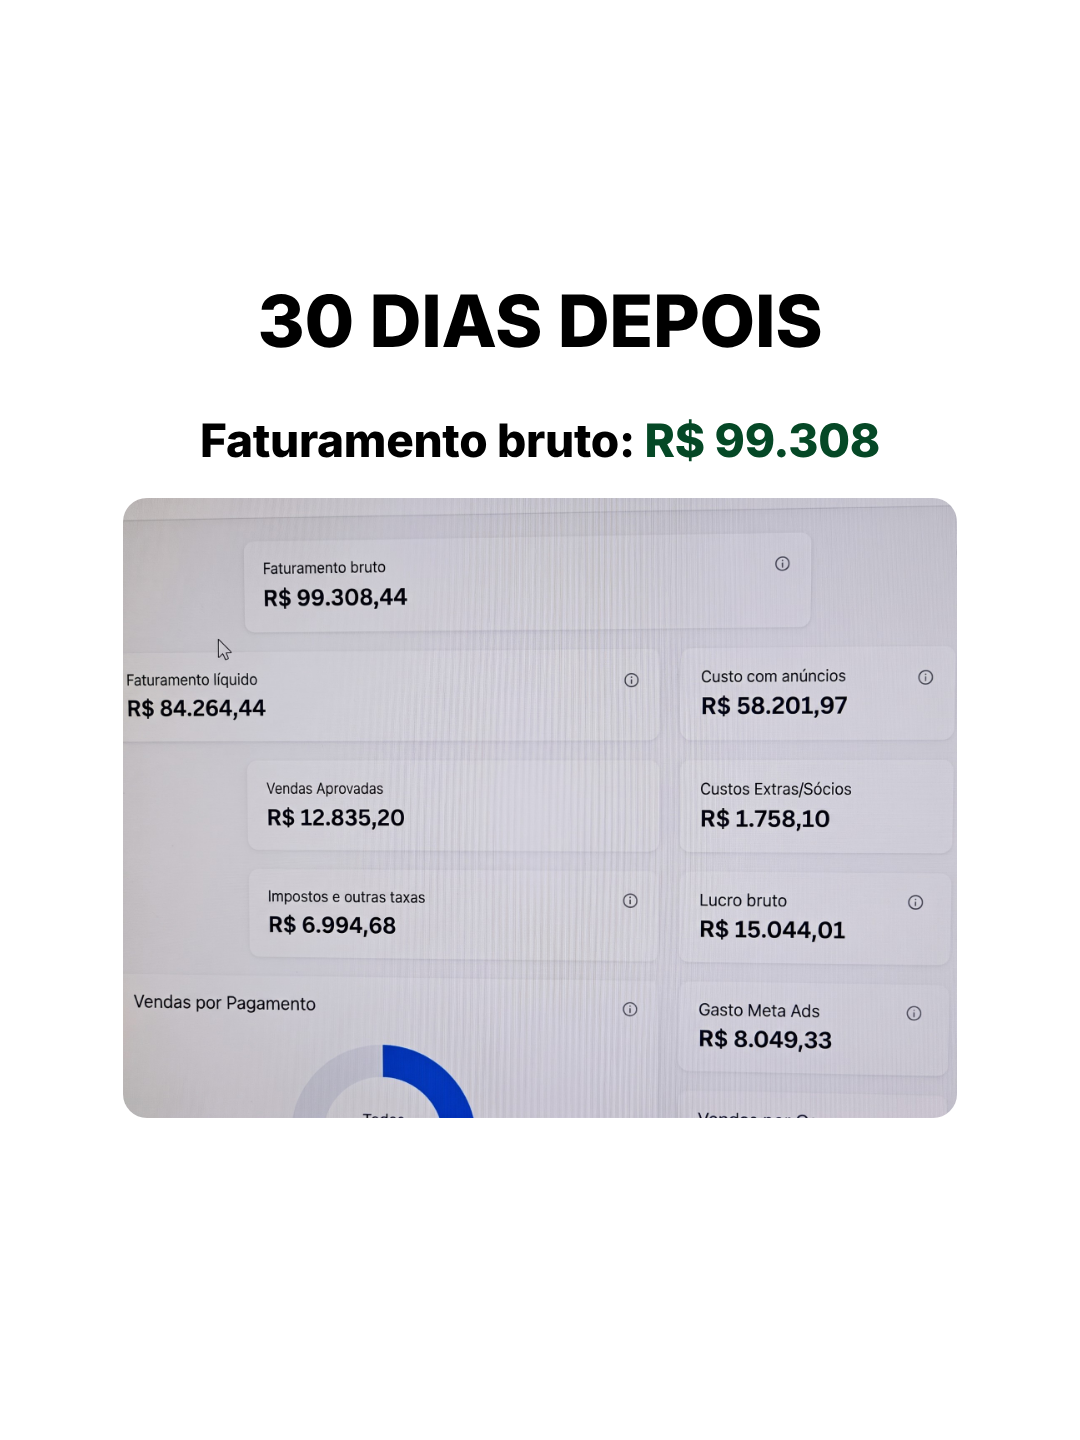 30 DIAS DEPOIS
Faturamento bruto: R$ 99.308
Faturamento bruto
R$ 99.308,44
Faturamento líquido
R$ 84.264,44
Custo com anúncios
R$ 58.201,97
Vendas Aprovadas
R$ 12.835,20
Custos Extras/Sócios
R$ 1.758,10
Impostos e outras taxas
R$ 6.994,68
Lucro bruto
R$ 15.044,01
Vendas por Pagamento
Gasto Meta Ads
R$ 8.049,33